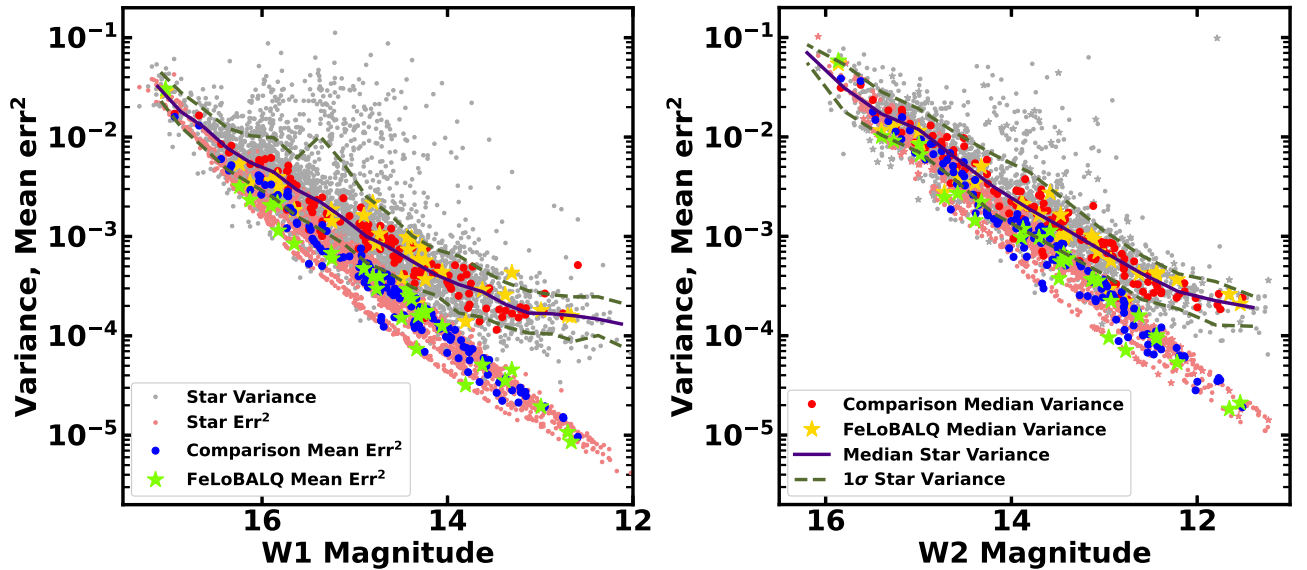 Variance, Mean err²
10⁻¹
10⁻²
10⁻³
10⁻⁴
10⁻⁵
Star Variance
Star Err²
Comparison Mean Err²
FeLoBALQ Mean Err²
16
14
12
W1 Magnitude
Variance, Mean err²
10⁻¹
10⁻²
10⁻³
10⁻⁴
10⁻⁵
Comparison Median Variance
FeLoBALQ Median Variance
Median Star Variance
1σ Star Variance
16
14
12
W2 Magnitude